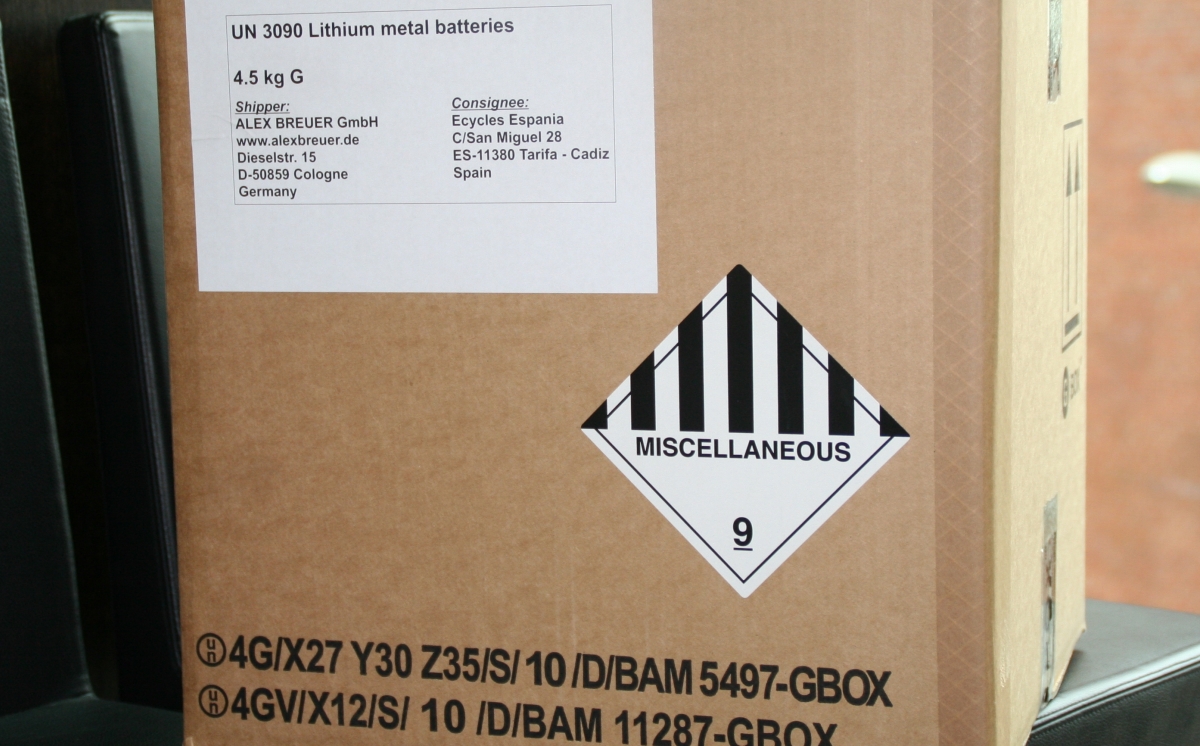 UN 3090 Lithium metal batteries
4.5 kg G
Shipper:
ALEX BREUER GmbH
www.alexbreuer.de
Dieselstr. 15
D-50859 Cologne
Germany
Consignee:
Ecycles Espania
C/San Miguel 28
ES-11380 Tarifa - Cadiz
Spain
MISCELLANEOUS
9
un 4G/X27 Y30 Z35/S/ 10 /D/BAM 5497-GBOX
un 4GV/X12/S/ 10 /D/BAM 11287-GBOX